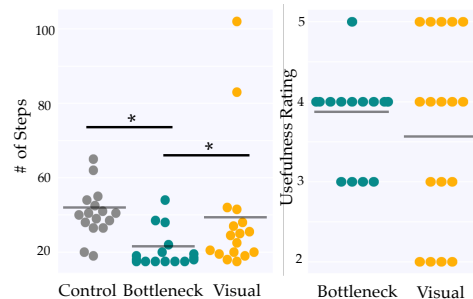 # of Steps
100
80
60
40
20
*
*
Control Bottleneck Visual
Usefulness Rating
5
4
3
2
Bottleneck Visual